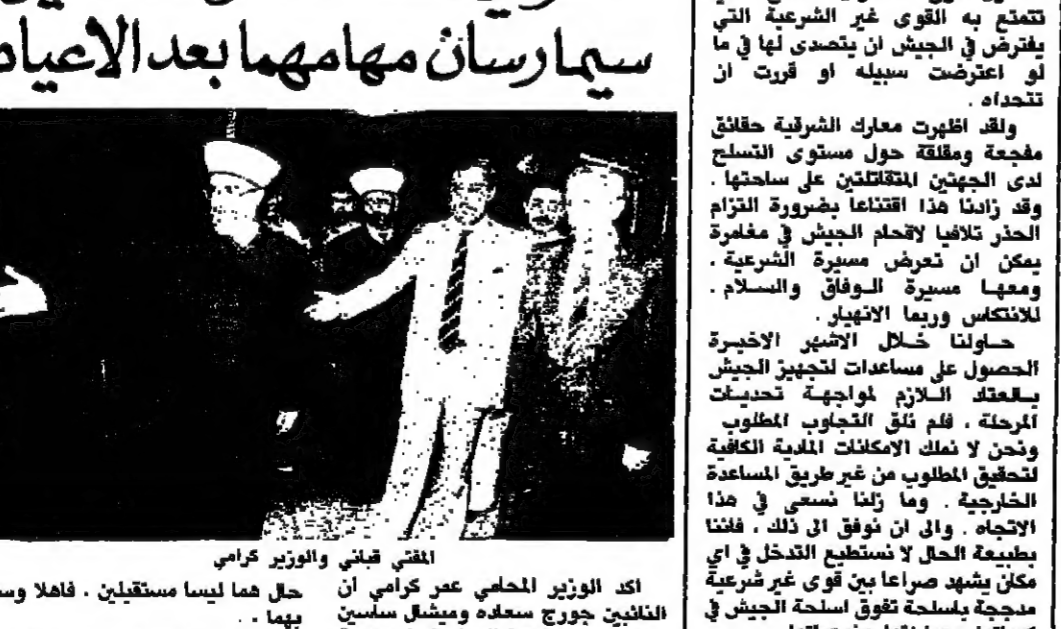 سيمارسان مهامهما بعد الاعياد
المفتي قباني والوزير كرامي
تتمتع به القوى غير الشرعية التي
يفترض في الجيش ان يتصدى لها في ما
لو اعترضت سبيله او قررت ان
تتحداه .
ولقد اظهرت معارك الشرقية حقائق
مفجعة ومقلقة حول مستوى التسلح
لدى الجهتين المتقاتلتين على ساحتها .
وقد زادنا هذا اقتناعا بضرورة التزام
الحذر تلافيا لاقحام الجيش في مغامرة
يمكن ان تعرض مسيرة الشرعية ،
ومعها مسيرة الوفاق والسلام ،
للانتكاس وربما الانهيار .
حاولنا خلال الاشهر الاخيرة
الحصول على مساعدات لتجهيز الجيش
بالعتاد اللازم لمواجهة تحديات
المرحلة ، فلم نلق التجاوب المطلوب
ونحن لا نملك الامكانات المادية الكافية
لتحقيق المطلوب من غير طريق المساعدة
الخارجية . وما زلنا نسعى في هذا
الاتجاه . والى ان نوفق الى ذلك ، فاننا
بطبيعة الحال لا نستطيع التدخل في اي
مكان يشهد صراعا بين قوى غير شرعية
مدججة باسلحة تفوق اسلحة الجيش في
اكد الوزير المحامي عمر كرامي ان
النائبين جورج سعاده وميشال ساسين
حال هما ليسا مستقيلين ، فاهلا وسهلا
بهما . .